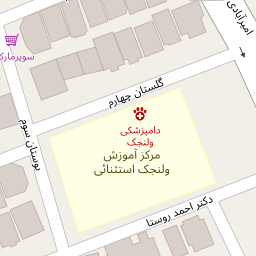 امیرآبادی
سوپرمارک
گلستان چهارم
دامپزشکی
ولنجک
مرکز آموزش
ولنجک استثنائی
بوستان سوم
دکتر احمد روستا